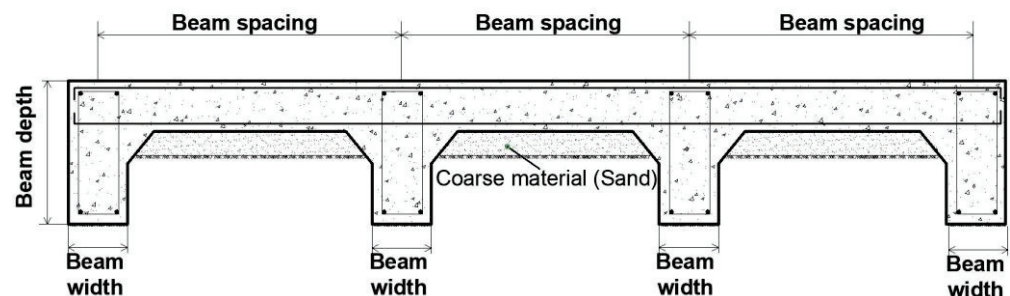 Beam spacing
Beam spacing
Beam spacing
Beam depth
Coarse material (Sand)
Beam
width
Beam
width
Beam
width
Beam
width